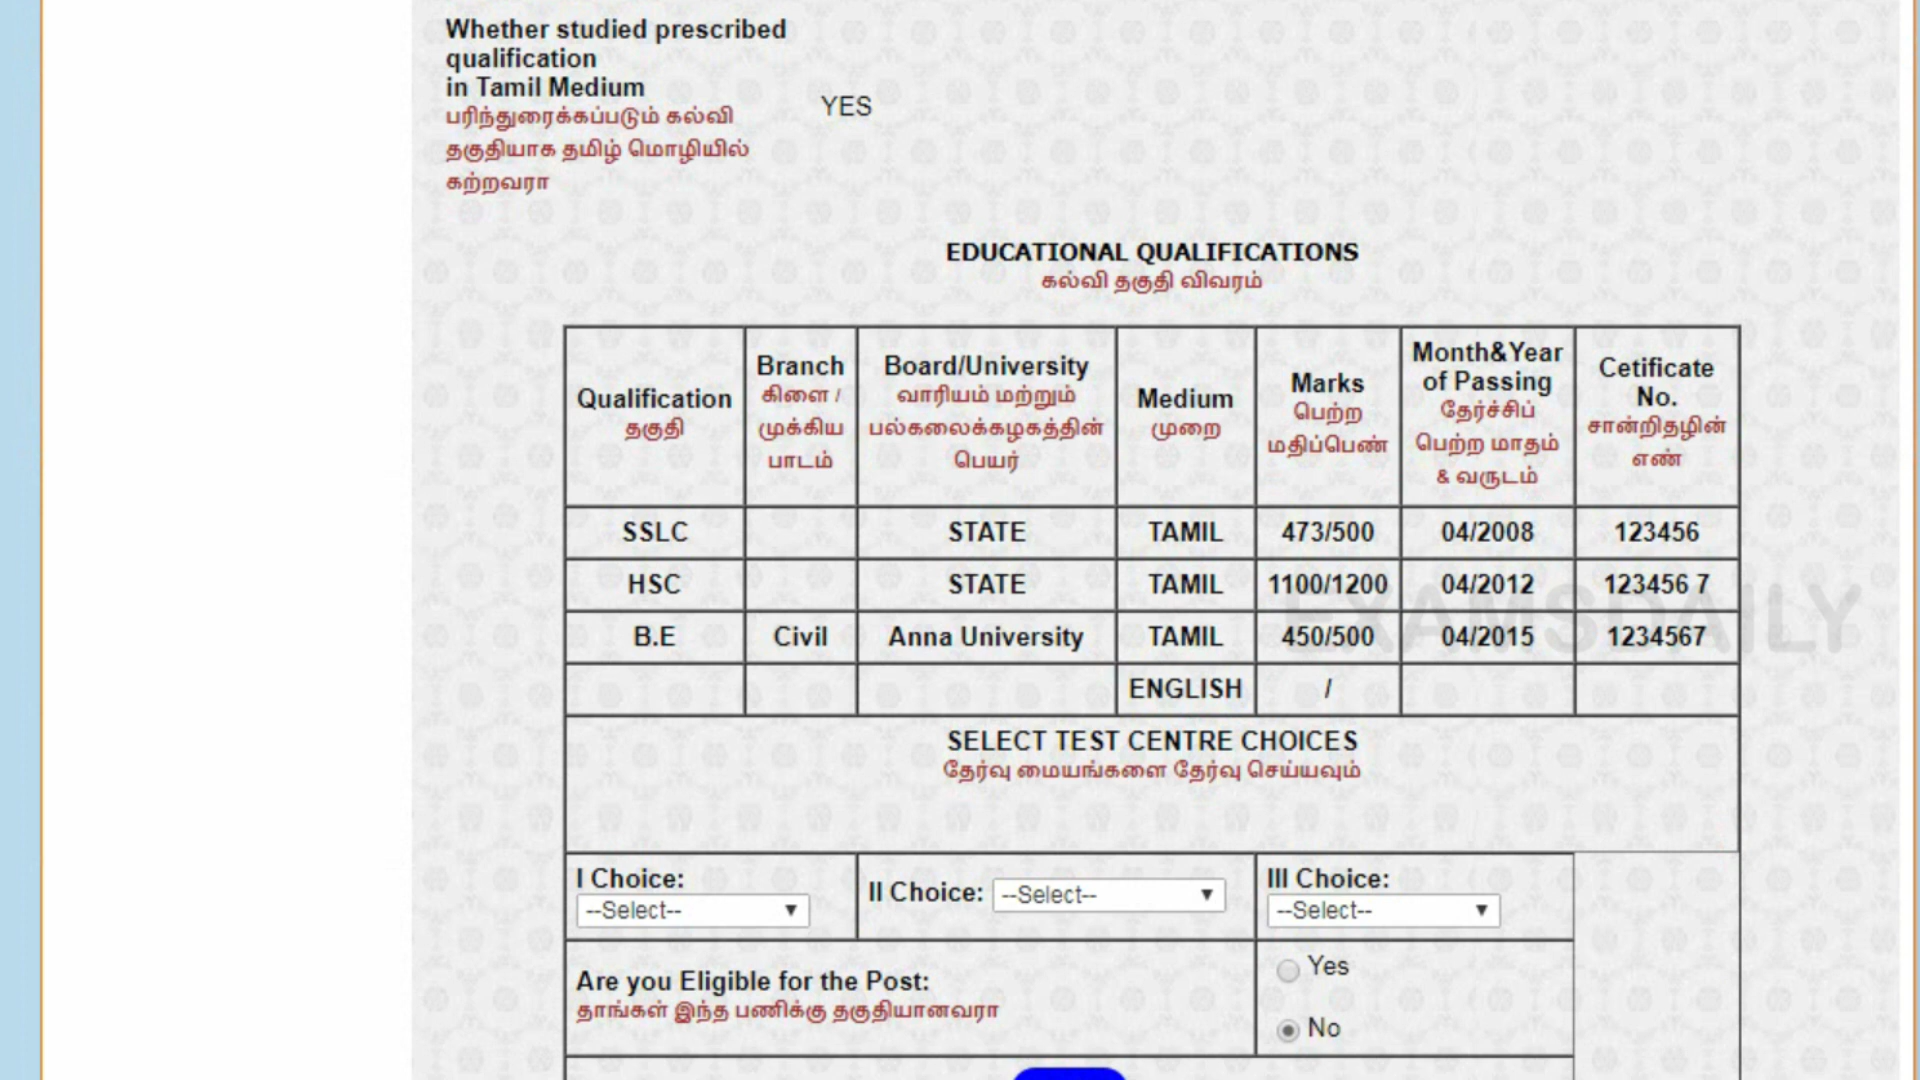 Whether studied prescribed
qualification
in Tamil Medium
பரிந்துரைக்கப்படும் கல்வி
தகுதியாக தமிழ் மொழியில்
கற்றவரா
YES
EDUCATIONAL QUALIFICATIONS
கல்வி தகுதி விவரம்
Qualification
தகுதி
Branch
கிளை /
முக்கிய
பாடம்
Board/University
வாரியம் மற்றும்
பல்கலைக்கழகத்தின்
பெயர்
Medium
முறை
Marks
பெற்ற
மதிப்பெண்
Month&Year
of Passing
தேர்ச்சிப்
பெற்ற மாதம்
& வருடம்
Cetificate
No.
சான்றிதழின்
எண்
SSLC STATE TAMIL 473/500 04/2008 123456
HSC STATE TAMIL 1100/1200 04/2012 123456 7
B.E Civil Anna University TAMIL 450/500 04/2015 1234567
ENGLISH /
EXAMSDAILY
SELECT TEST CENTRE CHOICES
தேர்வு மையங்களை தேர்வு செய்யவும்
I Choice:
--Select--
II Choice: --Select--
III Choice:
--Select--
Are you Eligible for the Post:
தாங்கள் இந்த பணிக்கு தகுதியானவரா
Yes
No